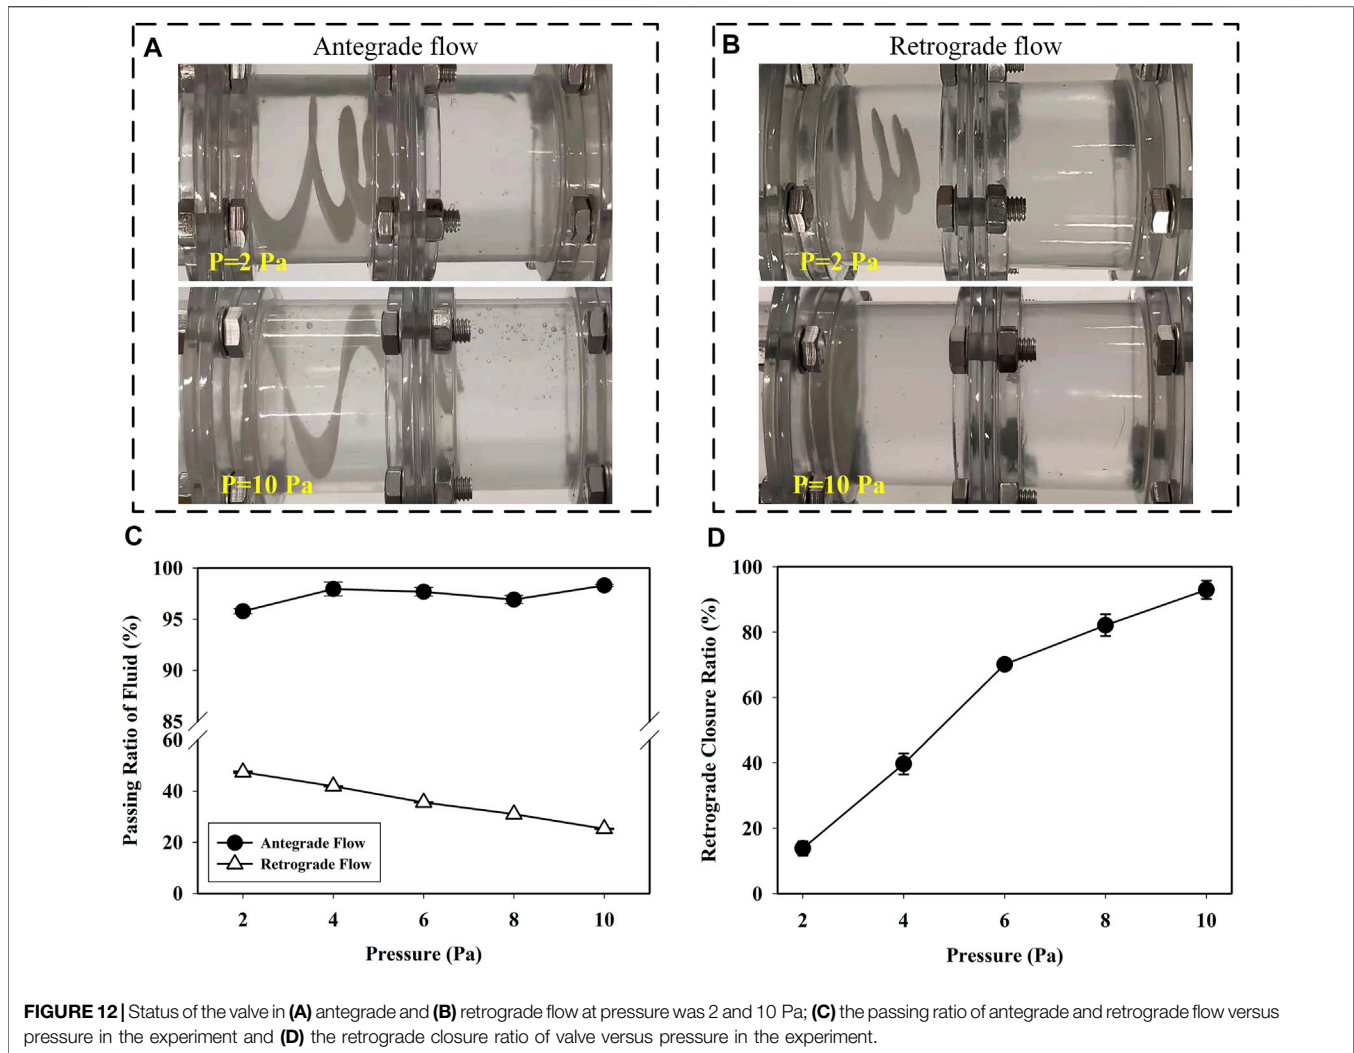 A
Antegrade flow
P=2 Pa
P=10 Pa
B
Retrograde flow
P=2 Pa
P=10 Pa
C
Passing Ratio of Fluid (%)
100
95
90
85
60
40
20
0
Antegrade Flow
Retrograde Flow
2 4 6 8 10
Pressure (Pa)
D
Retrograde Closure Ratio (%)
100
80
60
40
20
0
2 4 6 8 10
Pressure (Pa)
FIGURE 12 | Status of the valve in (A) antegrade and (B) retrograde flow at pressure was 2 and 10 Pa; (C) the passing ratio of antegrade and retrograde flow versus
pressure in the experiment and (D) the retrograde closure ratio of valve versus pressure in the experiment.